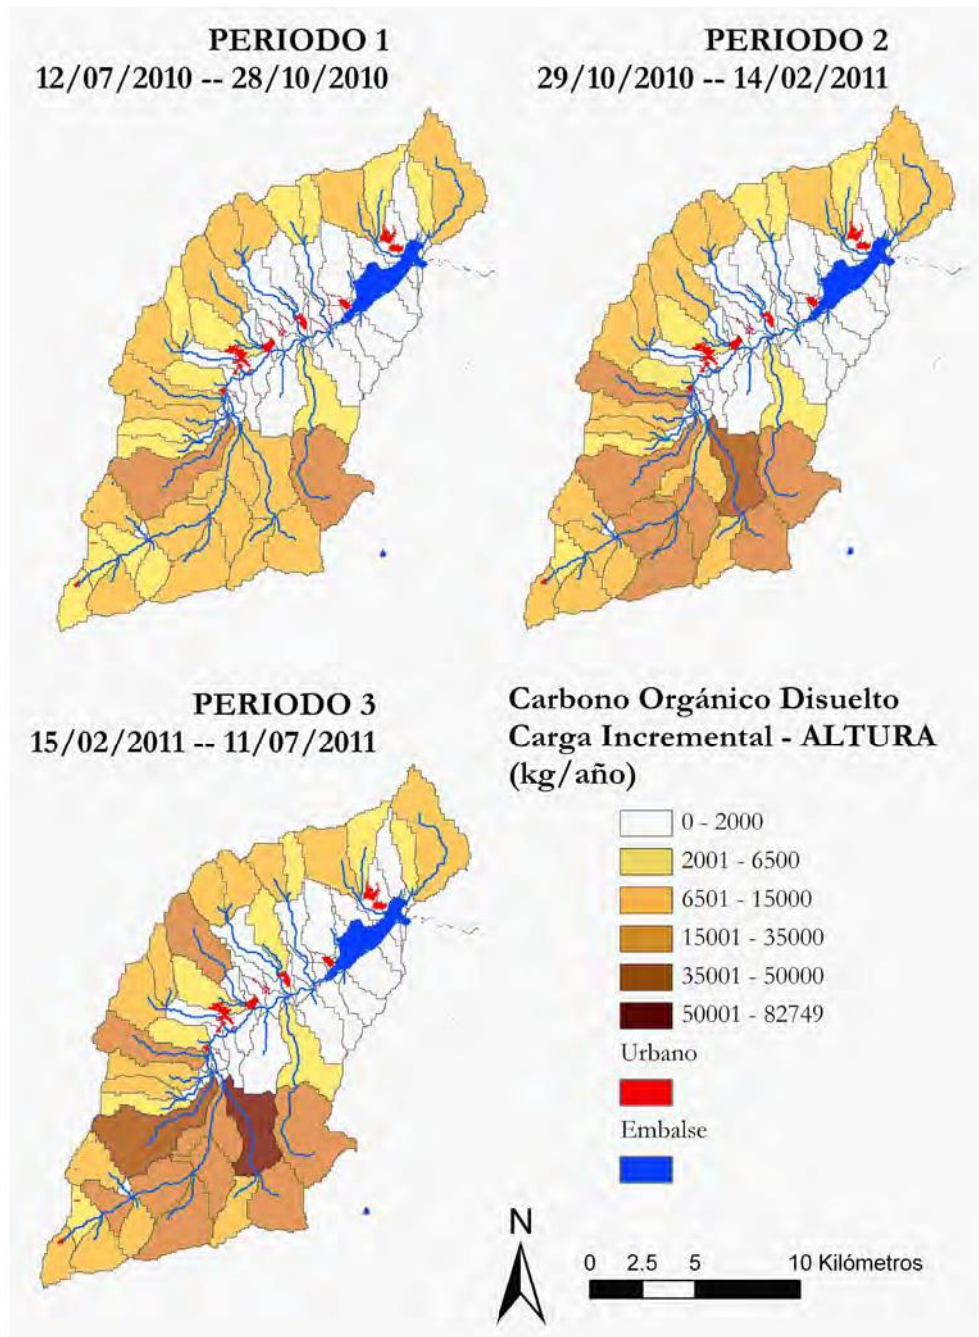 PERIODO 1
12/07/2010 -- 28/10/2010
PERIODO 2
29/10/2010 -- 14/02/2011
PERIODO 3
15/02/2011 -- 11/07/2011
Carbono Orgánico Disuelto
Carga Incremental - ALTURA
(kg/año)
0 - 2000
2001 - 6500
6501 - 15000
15001 - 35000
35001 - 50000
50001 - 82749
Urbano
Embalse
N
0 2.5 5 10 Kilómetros